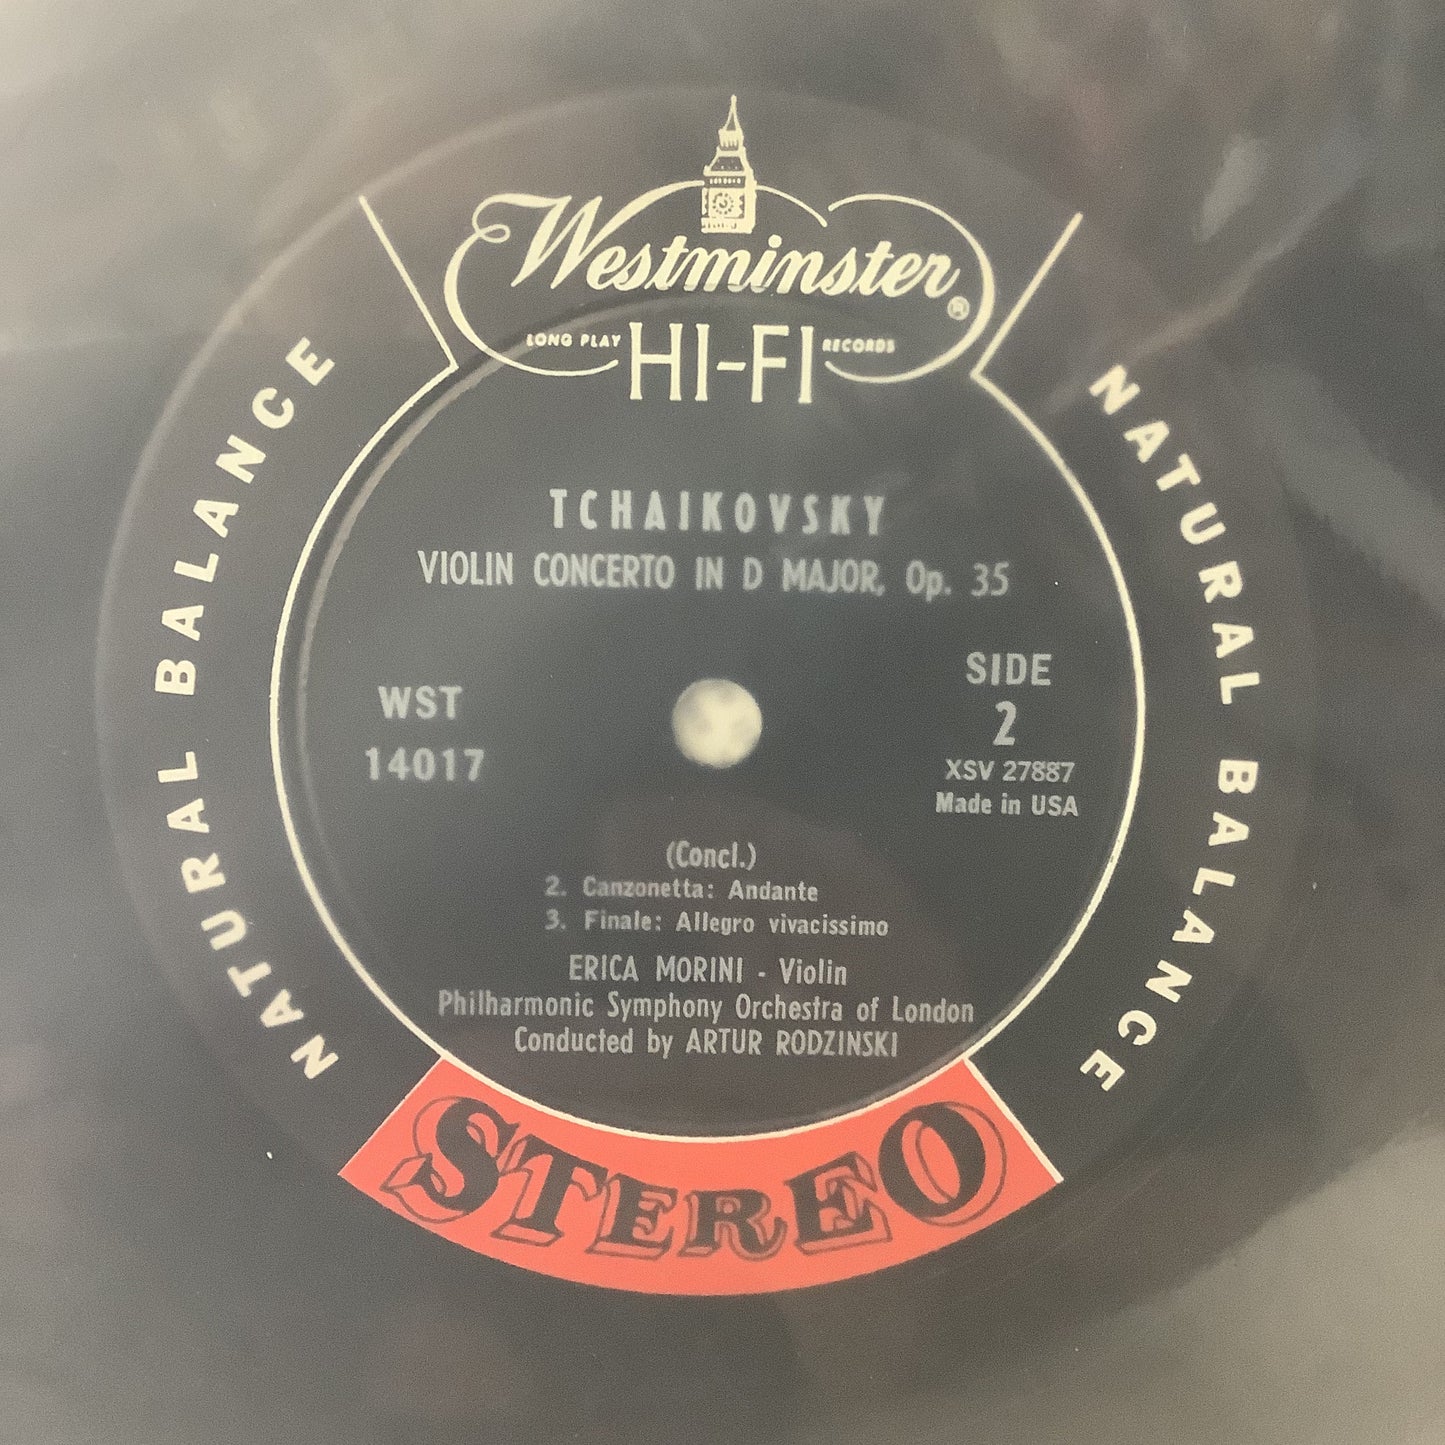 Westminster®
LONG PLAY HI-FI RECORDS
NATURAL BALANCE
NATURAL BALANCE
TCHAIKOVSKY
VIOLIN CONCERTO IN D MAJOR, Op. 35
WST
14017
SIDE
2
XSV 27887
Made in USA
(Concl.)
2. Canzonetta: Andante
3. Finale: Allegro vivacissimo
ERICA MORINI - Violin
Philharmonic Symphony Orchestra of London
Conducted by ARTUR RODZINSKI
STEREO